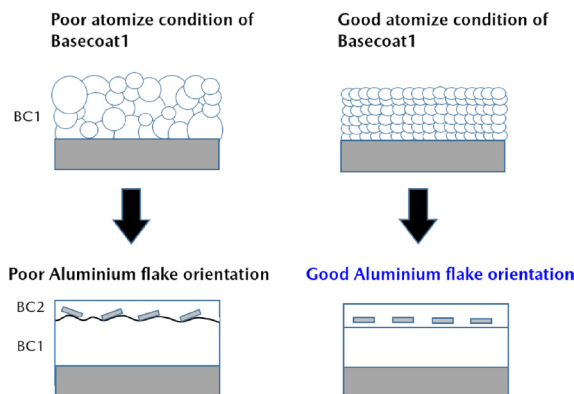 Poor atomize condition of
Basecoat1
Good atomize condition of
Basecoat1
BC1
Poor Aluminium flake orientation
Good Aluminium flake orientation
BC2
BC1